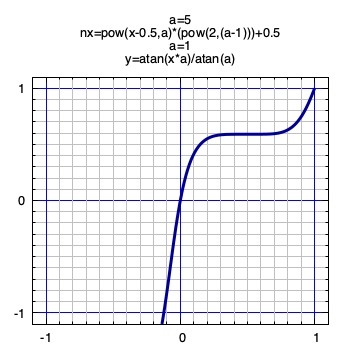 a=5
nx=pow(x-0.5,a)*(pow(2,(a-1)))+0.5
a=1
y=atan(x*a)/atan(a)
1
0
-1
-1
0
1